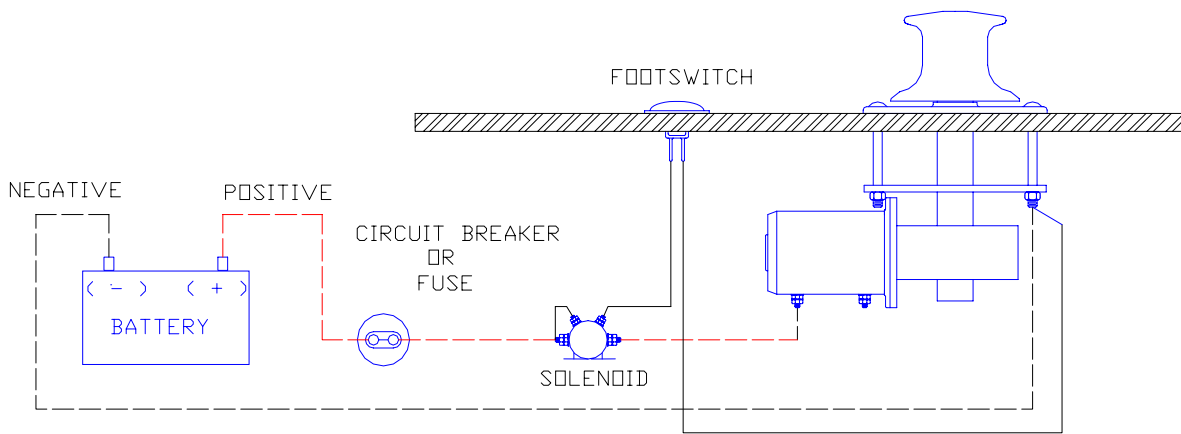 FOOTSWITCH
NEGATIVE
POSITIVE
CIRCUIT BREAKER
OR
FUSE
( - ) ( + )
BATTERY
SOLENOID